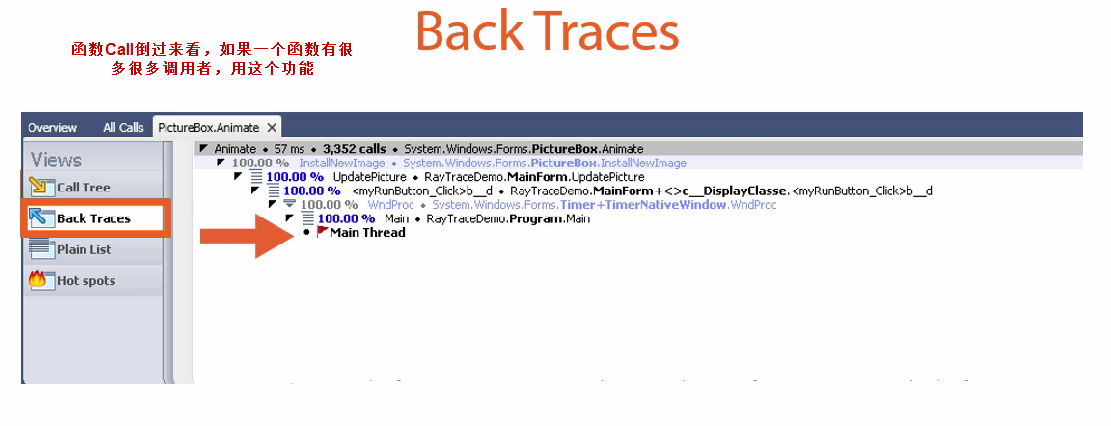 Back Traces
函数Call倒过来看，如果一个函数有很
多很多调用者，用这个功能
Overview All Calls PictureBox.Animate
Views
Call Tree
Back Traces
Plain List
Hot spots
Animate • 57 ms • 3,352 calls • System.Windows.Forms.PictureBox.Animate
100.00 % InstallNewImage • System.Windows.Forms.PictureBox.InstallNewImage
100.00 % UpdatePicture • RayTraceDemo.MainForm.UpdatePicture
100.00 % <myRunButton_Click>b__d • RayTraceDemo.MainForm+<>c__DisplayClasse.<myRunButton_Click>b__d
100.00 % WndProc • System.Windows.Forms.Timer+TimerNativeWindow.WndProc
100.00 % Main • RayTraceDemo.Program.Main
Main Thread